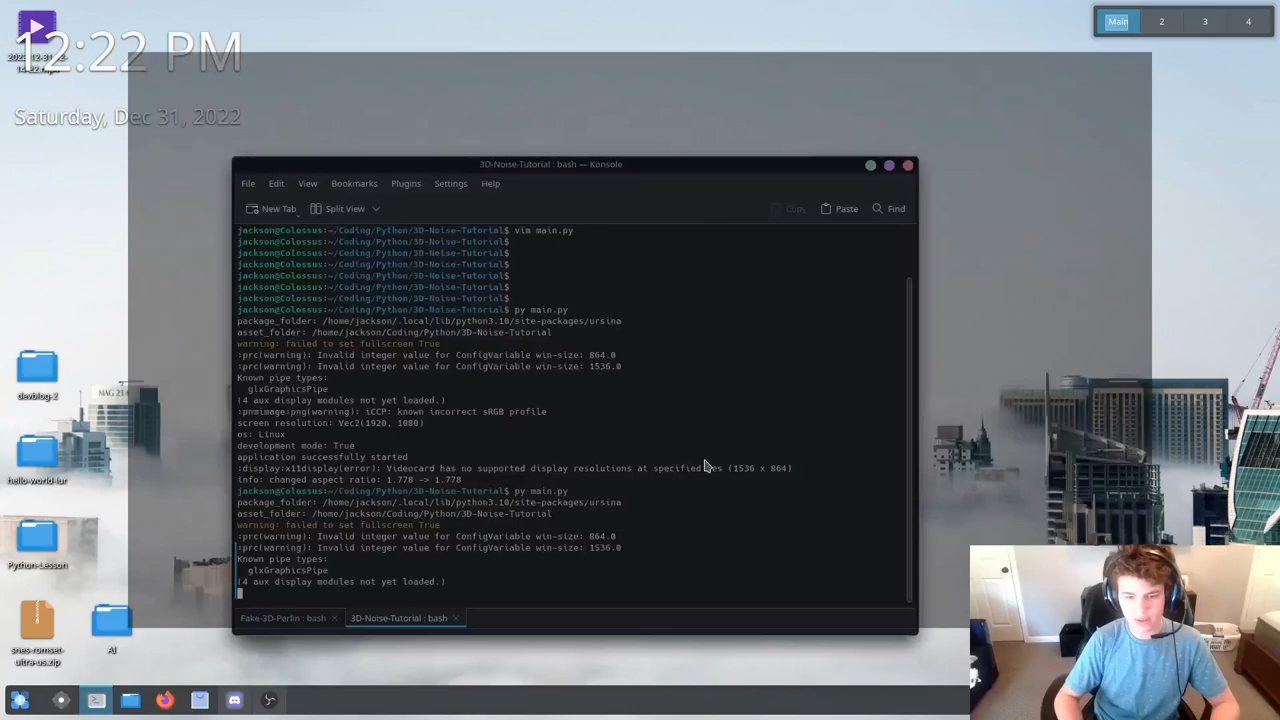 12:22 PM
Saturday, Dec 31, 2022
Main
2
3
4
3D-Noise-Tutorial : bash — Konsole
File Edit View Bookmarks Plugins Settings Help
New Tab Split View Copy Paste Find
jackson@Colossus:~/Coding/Python/3D-Noise-Tutorial$ vim main.py
jackson@Colossus:~/Coding/Python/3D-Noise-Tutorial$
jackson@Colossus:~/Coding/Python/3D-Noise-Tutorial$
jackson@Colossus:~/Coding/Python/3D-Noise-Tutorial$
jackson@Colossus:~/Coding/Python/3D-Noise-Tutorial$
jackson@Colossus:~/Coding/Python/3D-Noise-Tutorial$
jackson@Colossus:~/Coding/Python/3D-Noise-Tutorial$
jackson@Colossus:~/Coding/Python/3D-Noise-Tutorial$ py main.py
package_folder: /home/jackson/.local/lib/python3.10/site-packages/ursina
asset_folder: /home/jackson/Coding/Python/3D-Noise-Tutorial
warning: failed to set fullscreen True
:prc(warning): Invalid integer value for ConfigVariable win-size: 864.0
:prc(warning): Invalid integer value for ConfigVariable win-size: 1536.0
Known pipe types:
glxGraphicsPipe
(4 aux display modules not yet loaded.)
:pnmimage:png(warning): iCCP: known incorrect sRGB profile
screen resolution: Vec2(1920, 1080)
os: Linux
development mode: True
application successfully started
:display:x11display(error): Videocard has no supported display resolutions at specified res (1536 x 864)
info: changed aspect ratio: 1.778 -> 1.778
jackson@Colossus:~/Coding/Python/3D-Noise-Tutorial$ py main.py
package_folder: /home/jackson/.local/lib/python3.10/site-packages/ursina
asset_folder: /home/jackson/Coding/Python/3D-Noise-Tutorial
warning: failed to set fullscreen True
:prc(warning): Invalid integer value for ConfigVariable win-size: 864.0
:prc(warning): Invalid integer value for ConfigVariable win-size: 1536.0
Known pipe types:
glxGraphicsPipe
(4 aux display modules not yet loaded.)
Fake-3D-Perlin : bash
3D-Noise-Tutorial : bash
devblog-2
hello-world-lur
Python-Lesson
snes-romset-
ultra-us.zip
AI
MAG 214